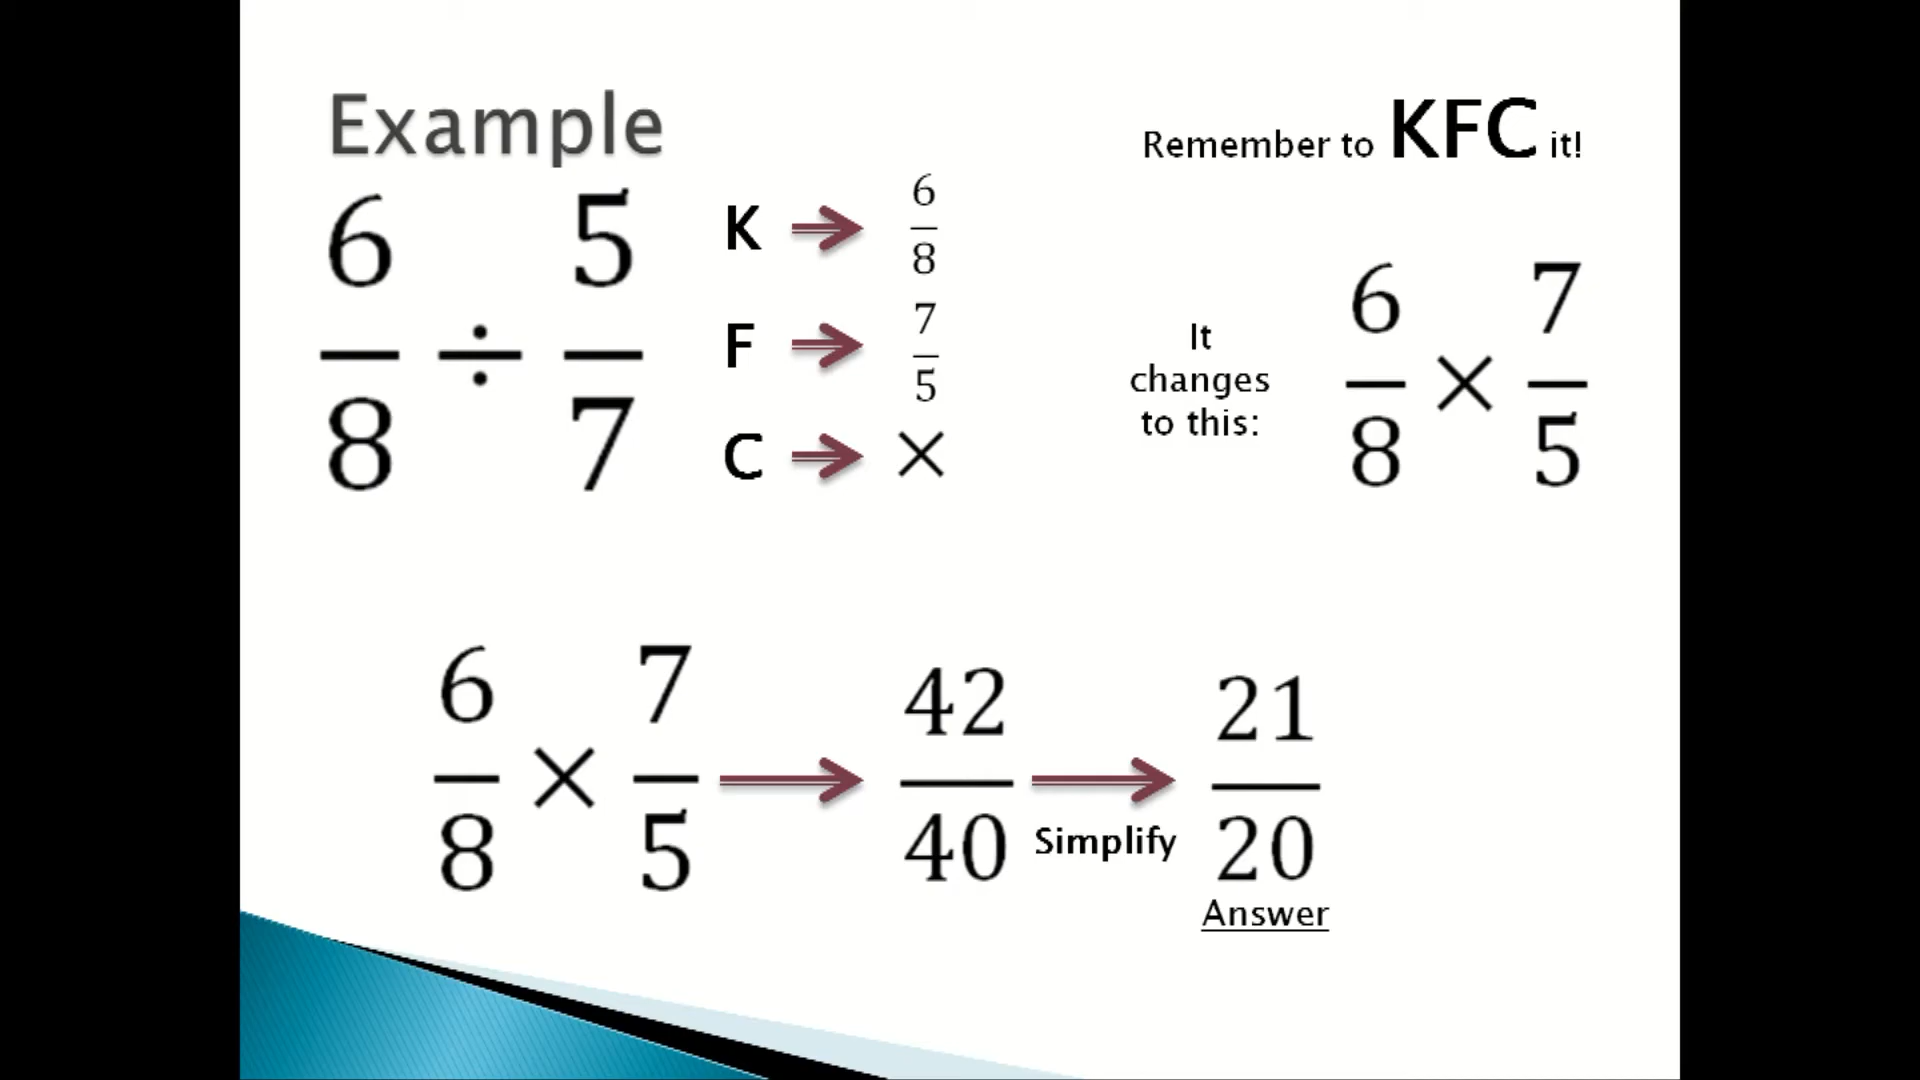 Example
Remember to KFC it!
6/8 ÷ 5/7
K → 6/8
F → 7/5
C → ×
It
changes
to this:
6/8 × 7/5
6/8 × 7/5 → 42/40 → 21/20
Simplify
Answer